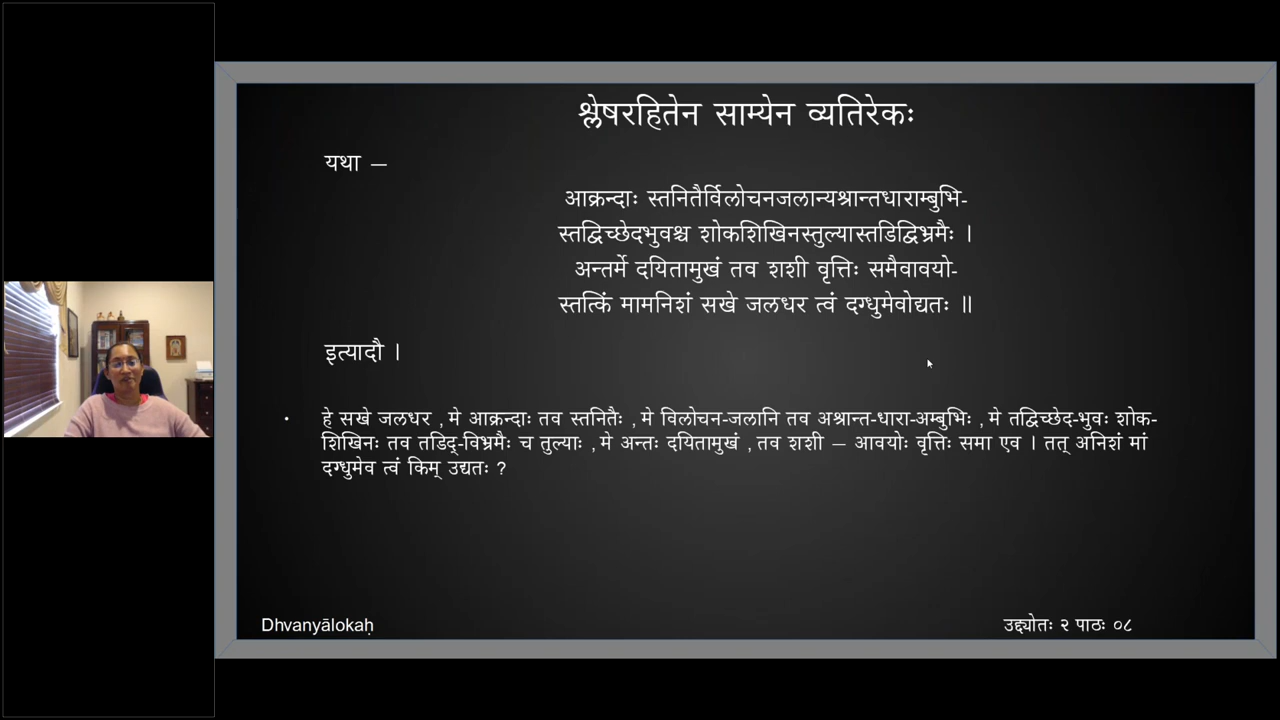 श्लेषरहितेन साम्येन व्यतिरेकः
यथा –
आक्रन्दाः स्तनितैर्विलोचनजलान्यश्रान्तधाराम्बुभि-
स्तद्विच्छेदभुवश्च शोकशिखिनस्तुल्यास्तडिद्विभ्रमैः ।
अन्तर्मे दयितामुखं तव शशी वृत्तिः समैवावयो-
स्तत्किं मामनिशं सखे जलधर त्वं दग्धुमेवोद्यतः ॥
इत्यादौ ।
• हे सखे जलधर , मे आक्रन्दाः तव स्तनितैः , मे विलोचन-जलानि तव अश्रान्त-धारा-अम्बुभिः , मे तद्विच्छेद-भुवः शोक-
शिखिनः तव तडिद्-विभ्रमैः च तुल्याः , मे अन्तः दयितामुखं , तव शशी – आवयोः वृत्तिः समा एव । तत् अनिशं मां
दग्धुमेव त्वं किम् उद्यतः ?
Dhvanyālokaḥ
उद्द्योतः २ पाठः ०८